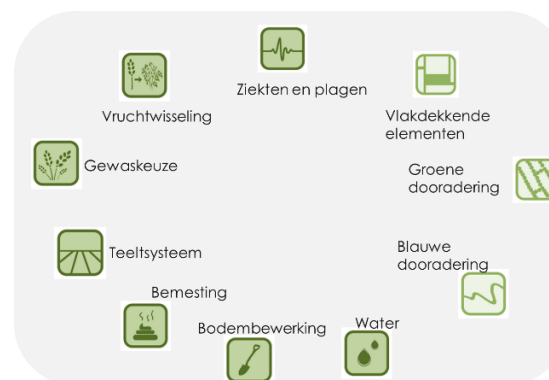 Ziekten en plagen
Vruchtwisseling
Vlakdekkende
elementen
Gewaskeuze
Groene
dooradering
Teeltsysteem
Blauwe
dooradering
Bemesting
Bodembewerking
Water